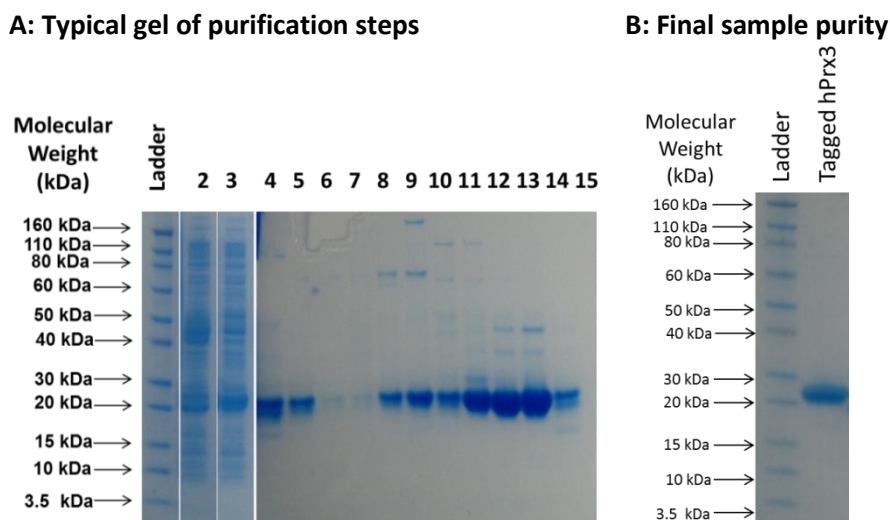 A: Typical gel of purification steps
Molecular
Weight
(kDa)
Ladder
2 3 4 5 6 7 8 9 10 11 12 13 14 15
160 kDa
110 kDa
80 kDa
60 kDa
50 kDa
40 kDa
30 kDa
20 kDa
15 kDa
10 kDa
3.5 kDa
B: Final sample purity
Molecular
Weight
(kDa)
Ladder
Tagged hPrx3
160 kDa
110 kDa
80 kDa
60 kDa
50 kDa
40 kDa
30 kDa
20 kDa
15 kDa
10 kDa
3.5 kDa